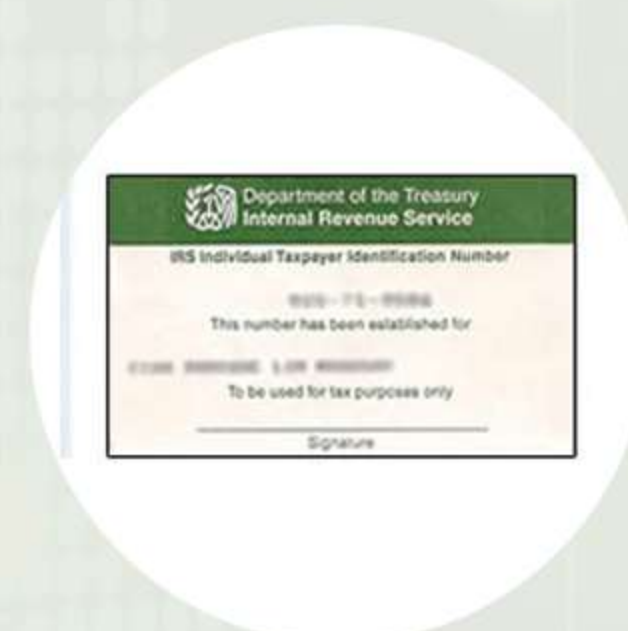 Department of the Treasury
Internal Revenue Service
IRS Individual Taxpayer Identification Number
This number has been established for
To be used for tax purposes only
Signature